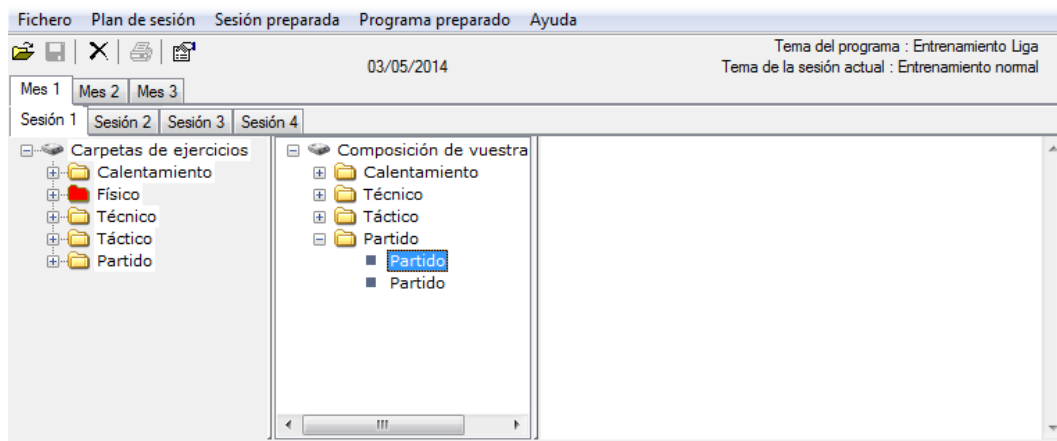 Fichero Plan de sesión Sesión preparada Programa preparado Ayuda
Tema del programa : Entrenamiento Liga
03/05/2014
Tema de la sesión actual : Entrenamiento normal
Mes 1 Mes 2 Mes 3
Sesión 1 Sesión 2 Sesión 3 Sesión 4
Carpetas de ejercicios
Calentamiento
Físico
Técnico
Táctico
Partido
Composición de vuestra
Calentamiento
Técnico
Táctico
Partido
Partido
Partido